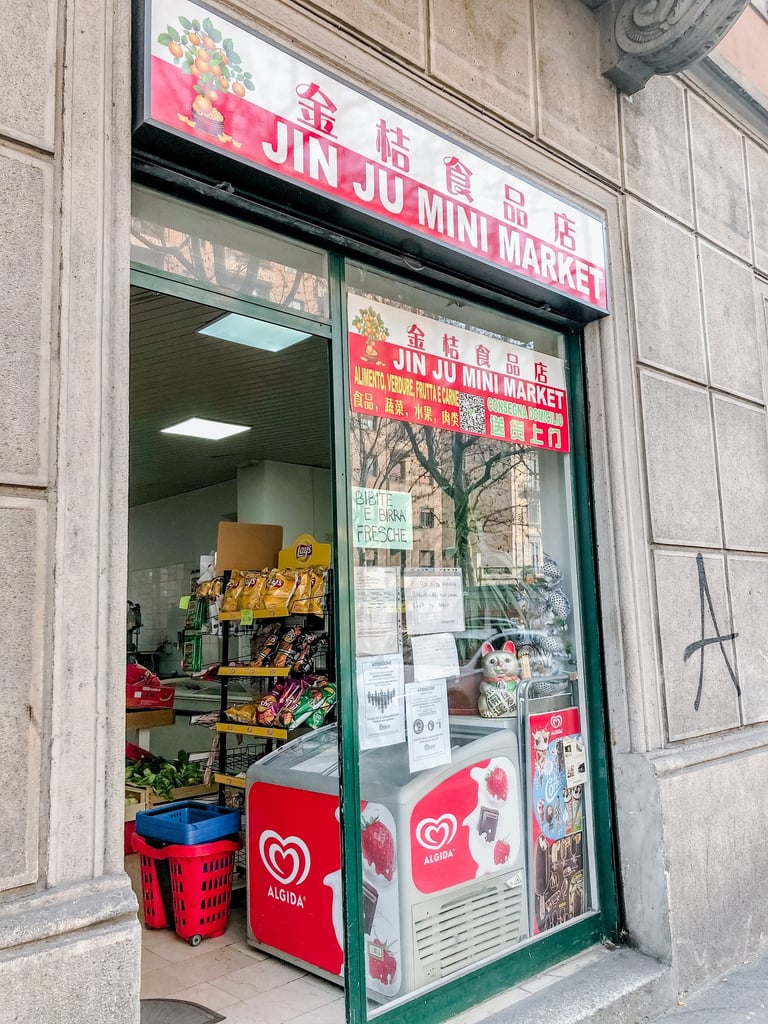 金桔食品店
JIN JU MINI MARKET
金桔食品店
JIN JU MINI MARKET
ALIMENTO, VERDURE, FRUTTA E CARNE
CONSEGNA DOMICILIO
食品，蔬菜，水果，肉类
送货上门
BIBITE
E BIRRA
FRESCHE
Lay's
ATTENZIONE
ALGIDA
ALGIDA
ALGIDA
A